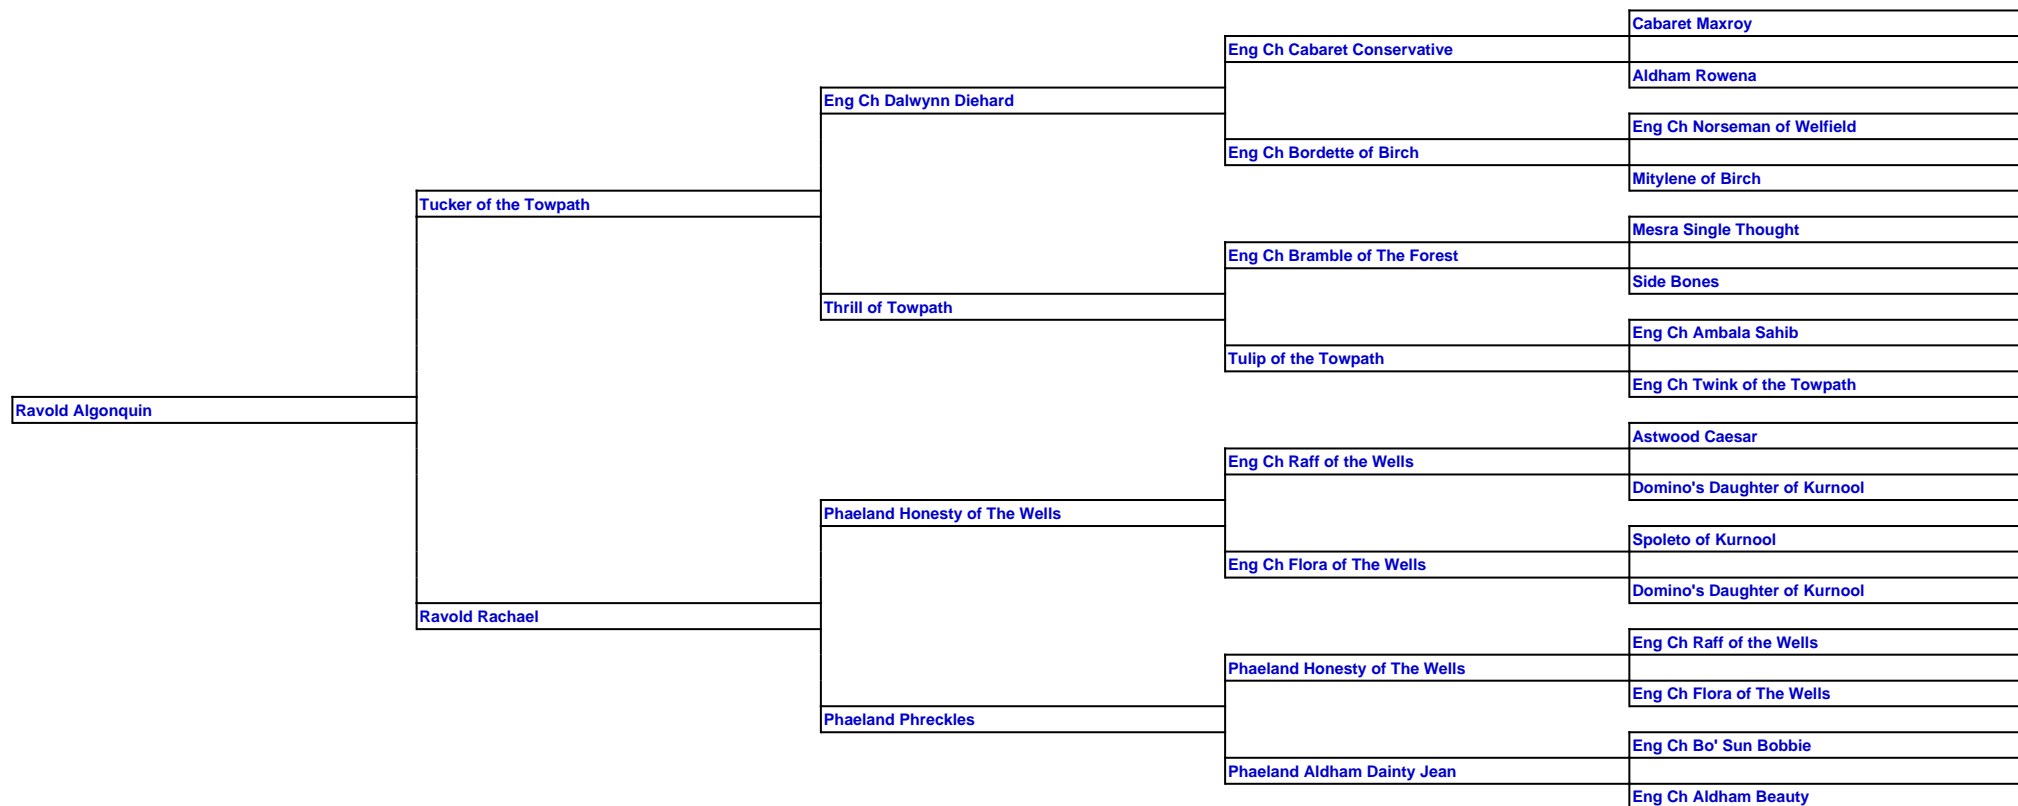 Cabaret Maxroy
Eng Ch Cabaret Conservative
Aldham Rowena
Eng Ch Dalwynn Diehard
Eng Ch Norseman of Welfield
Eng Ch Bordette of Birch
Mitylene of Birch
Tucker of the Towpath
Mesra Single Thought
Eng Ch Bramble of The Forest
Side Bones
Thrill of Towpath
Eng Ch Ambala Sahib
Tulip of the Towpath
Eng Ch Twink of the Towpath
Ravold Algonquin
Astwood Caesar
Eng Ch Raff of the Wells
Domino's Daughter of Kurnool
Phaeland Honesty of The Wells
Spoleto of Kurnool
Eng Ch Flora of The Wells
Domino's Daughter of Kurnool
Ravold Rachael
Eng Ch Raff of the Wells
Phaeland Honesty of The Wells
Eng Ch Flora of The Wells
Phaeland Phreckles
Eng Ch Bo' Sun Bobbie
Phaeland Aldham Dainty Jean
Eng Ch Aldham Beauty